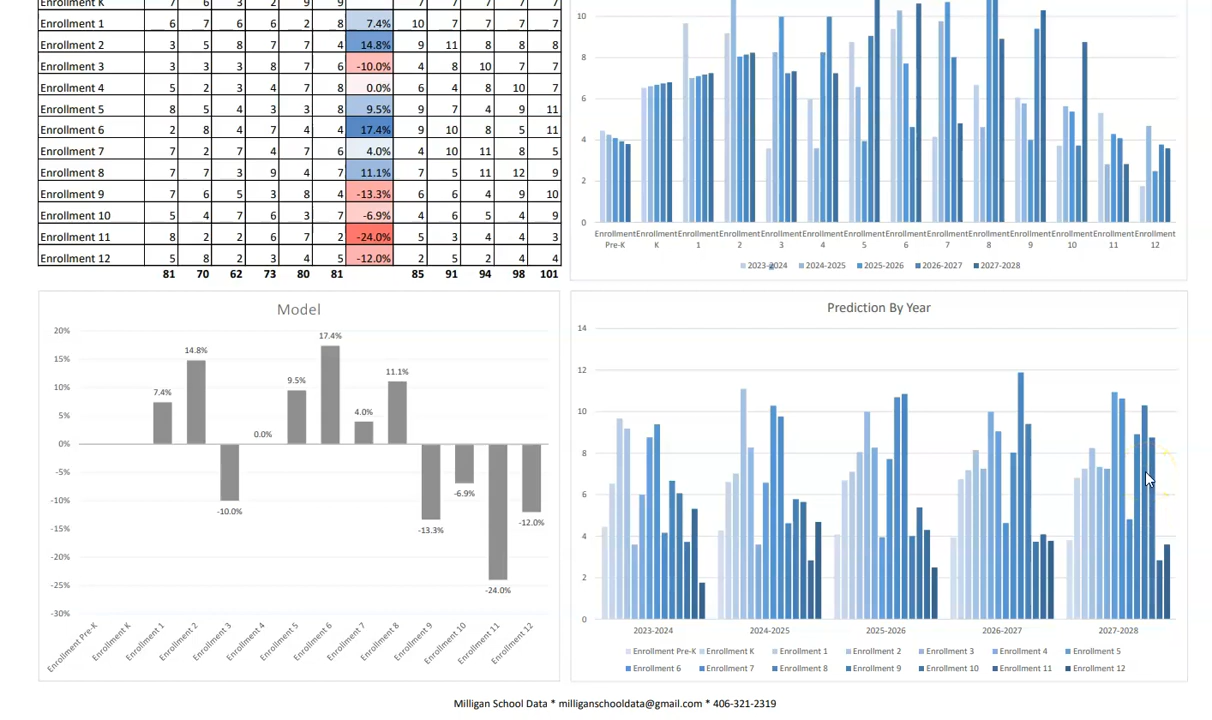 Enrollment K 7 6 3 2 9 9 7 7 7 7 7
Enrollment 1 6 7 6 6 2 8 7.4% 10 7 7 7 7
Enrollment 2 3 5 8 7 7 4 14.8% 9 11 8 8 8
Enrollment 3 3 3 3 8 7 6 -10.0% 4 8 10 7 7
Enrollment 4 5 2 3 4 7 8 0.0% 6 4 8 10 7
Enrollment 5 8 5 4 3 3 8 9.5% 9 7 4 9 11
Enrollment 6 2 8 4 7 4 4 17.4% 9 10 8 5 11
Enrollment 7 7 2 7 4 7 6 4.0% 4 10 11 8 5
Enrollment 8 7 7 3 9 4 7 11.1% 7 5 11 12 9
Enrollment 9 7 6 5 3 8 4 -13.3% 6 6 4 9 10
Enrollment 10 5 4 7 6 3 7 -6.9% 4 6 5 4 9
Enrollment 11 8 2 2 6 7 2 -24.0% 5 3 4 4 3
Enrollment 12 5 8 2 3 4 5 -12.0% 2 5 2 4 4
81 70 62 73 80 81 85 91 94 98 101
10
8
6
4
2
0
Enrollment Enrollment Enrollment Enrollment Enrollment Enrollment Enrollment Enrollment Enrollment Enrollment Enrollment Enrollment Enrollment Enrollment
Pre-K K 1 2 3 4 5 6 7 8 9 10 11 12
2023-2024 2024-2025 2025-2026 2026-2027 2027-2028
Model
20%
15%
10%
5%
0%
-5%
-10%
-15%
-20%
-25%
-30%
7.4%
14.8%
-10.0%
0.0%
9.5%
17.4%
4.0%
11.1%
-13.3%
-6.9%
-24.0%
-12.0%
Enrollment Pre-K
Enrollment K
Enrollment 1
Enrollment 2
Enrollment 3
Enrollment 4
Enrollment 5
Enrollment 6
Enrollment 7
Enrollment 8
Enrollment 9
Enrollment 10
Enrollment 11
Enrollment 12
Prediction By Year
14
12
10
8
6
4
2
0
2023-2024 2024-2025 2025-2026 2026-2027 2027-2028
Enrollment Pre-K Enrollment K Enrollment 1 Enrollment 2 Enrollment 3 Enrollment 4 Enrollment 5
Enrollment 6 Enrollment 7 Enrollment 8 Enrollment 9 Enrollment 10 Enrollment 11 Enrollment 12
Milligan School Data * milliganschooldata@gmail.com * 406-321-2319